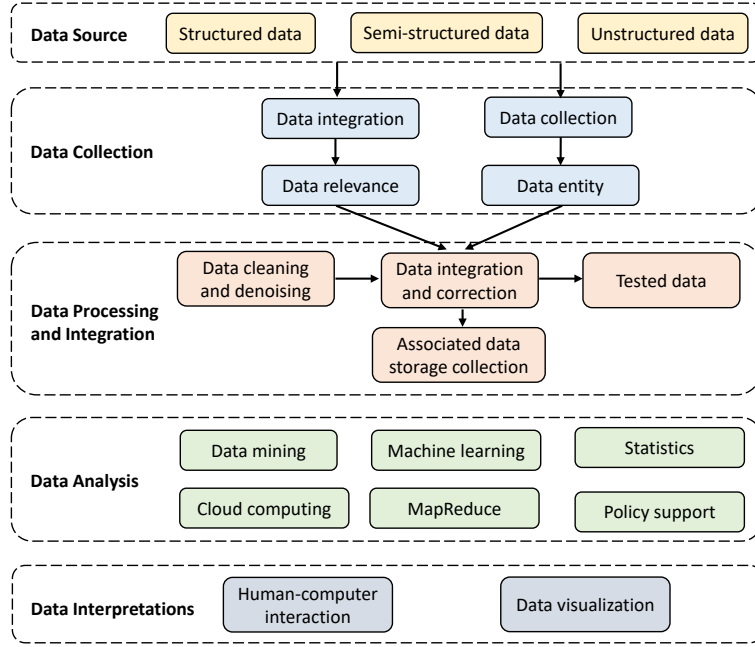 Data Source
Structured data
Semi-structured data
Unstructured data
Data Collection
Data integration
Data collection
Data relevance
Data entity
Data Processing
and Integration
Data cleaning
and denoising
Data integration
and correction
Tested data
Associated data
storage collection
Data Analysis
Data mining
Machine learning
Statistics
Cloud computing
MapReduce
Policy support
Data Interpretations
Human-computer
interaction
Data visualization